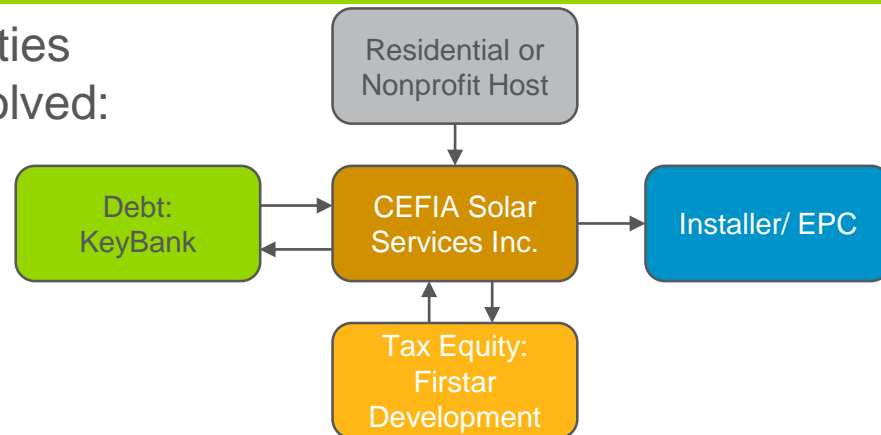 ties
olved:
Residential or
Nonprofit Host
Debt:
KeyBank
CEFIA Solar
Services Inc.
Installer/ EPC
Tax Equity:
Firstar
Development